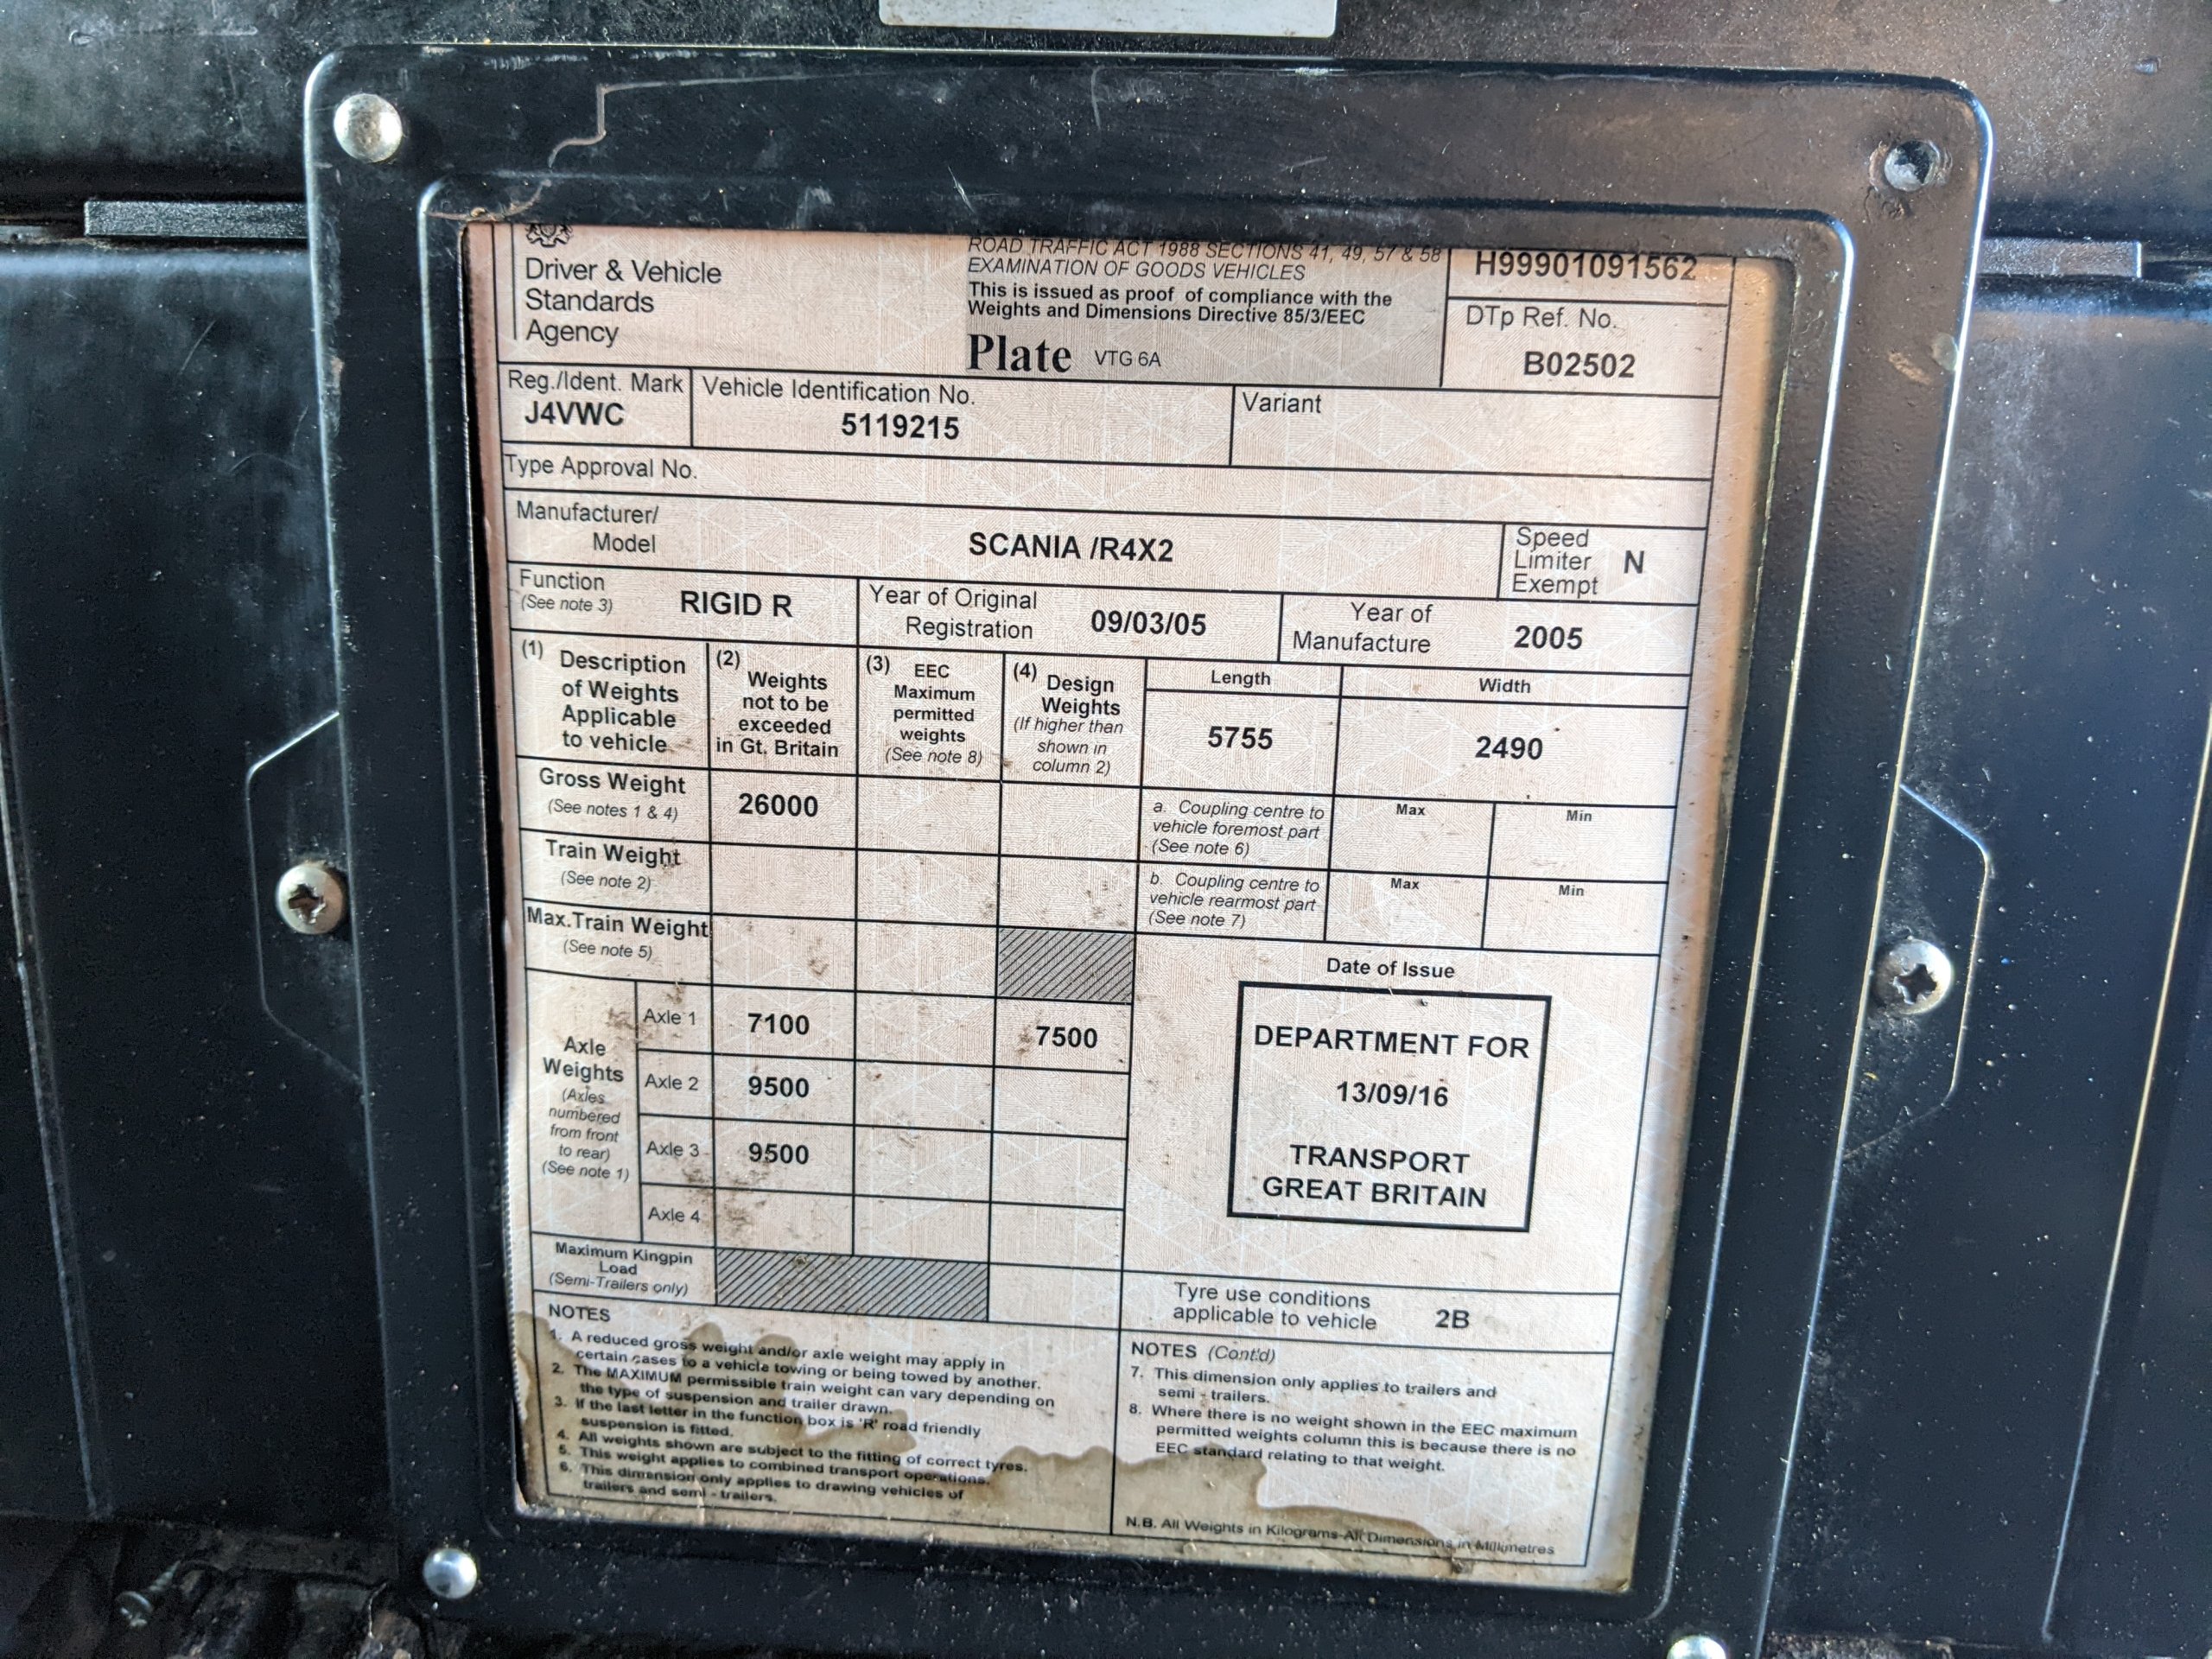 Driver & Vehicle
Standards
Agency
ROAD TRAFFIC ACT 1988 SECTIONS 41, 49, 57 & 58
EXAMINATION OF GOODS VEHICLES
This is issued as proof of compliance with the
Weights and Dimensions Directive 85/3/EEC
Plate VTG 6A
H99901091562
DTp Ref. No.
B02502
Reg./Ident. Mark
J4VWC
Vehicle Identification No.
5119215
Variant
Type Approval No.
Manufacturer/
Model
SCANIA /R4X2
Speed
Limiter N
Exempt
Function
(See note 3)
RIGID R
Year of Original
Registration
09/03/05
Year of
Manufacture
2005
(1) Description
of Weights
Applicable
to vehicle
(2)
Weights
not to be
exceeded
in Gt. Britain
(3) EEC
Maximum
permitted
weights
(See note 8)
(4) Design
Weights
(If higher than
shown in
column 2)
Length
5755
Width
2490
Gross Weight
(See notes 1 & 4)
26000
a. Coupling centre to
vehicle foremost part
(See note 6)
Max
Min
Train Weight
(See note 2)
b. Coupling centre to
vehicle rearmost part
(See note 7)
Max
Min
Max.Train Weight
(See note 5)
Axle
Weights
(Axles
numbered
from front
to rear)
(See note 1)
Axle 1 7100 7500
Axle 2 9500
Axle 3 9500
Axle 4
Date of Issue
DEPARTMENT FOR
13/09/16
TRANSPORT
GREAT BRITAIN
Maximum Kingpin
Load
(Semi-Trailers only)
Tyre use conditions
applicable to vehicle 2B
NOTES
1. A reduced gross weight and/or axle weight may apply in
certain cases to a vehicle towing or being towed by another.
2. The MAXIMUM permissible train weight can vary depending on
the type of suspension and trailer drawn.
3. If the last letter in the function box is 'R' road friendly
suspension is fitted.
4. All weights shown are subject to the fitting of correct tyres.
5. This weight applies to combined transport operations.
6. This dimension only applies to drawing vehicles of
trailers and semi - trailers.
NOTES (Cont'd)
7. This dimension only applies to trailers and
semi - trailers.
8. Where there is no weight shown in the EEC maximum
permitted weights column this is because there is no
EEC standard relating to that weight.
N.B. All Weights in Kilograms-All Dimensions in Millimetres